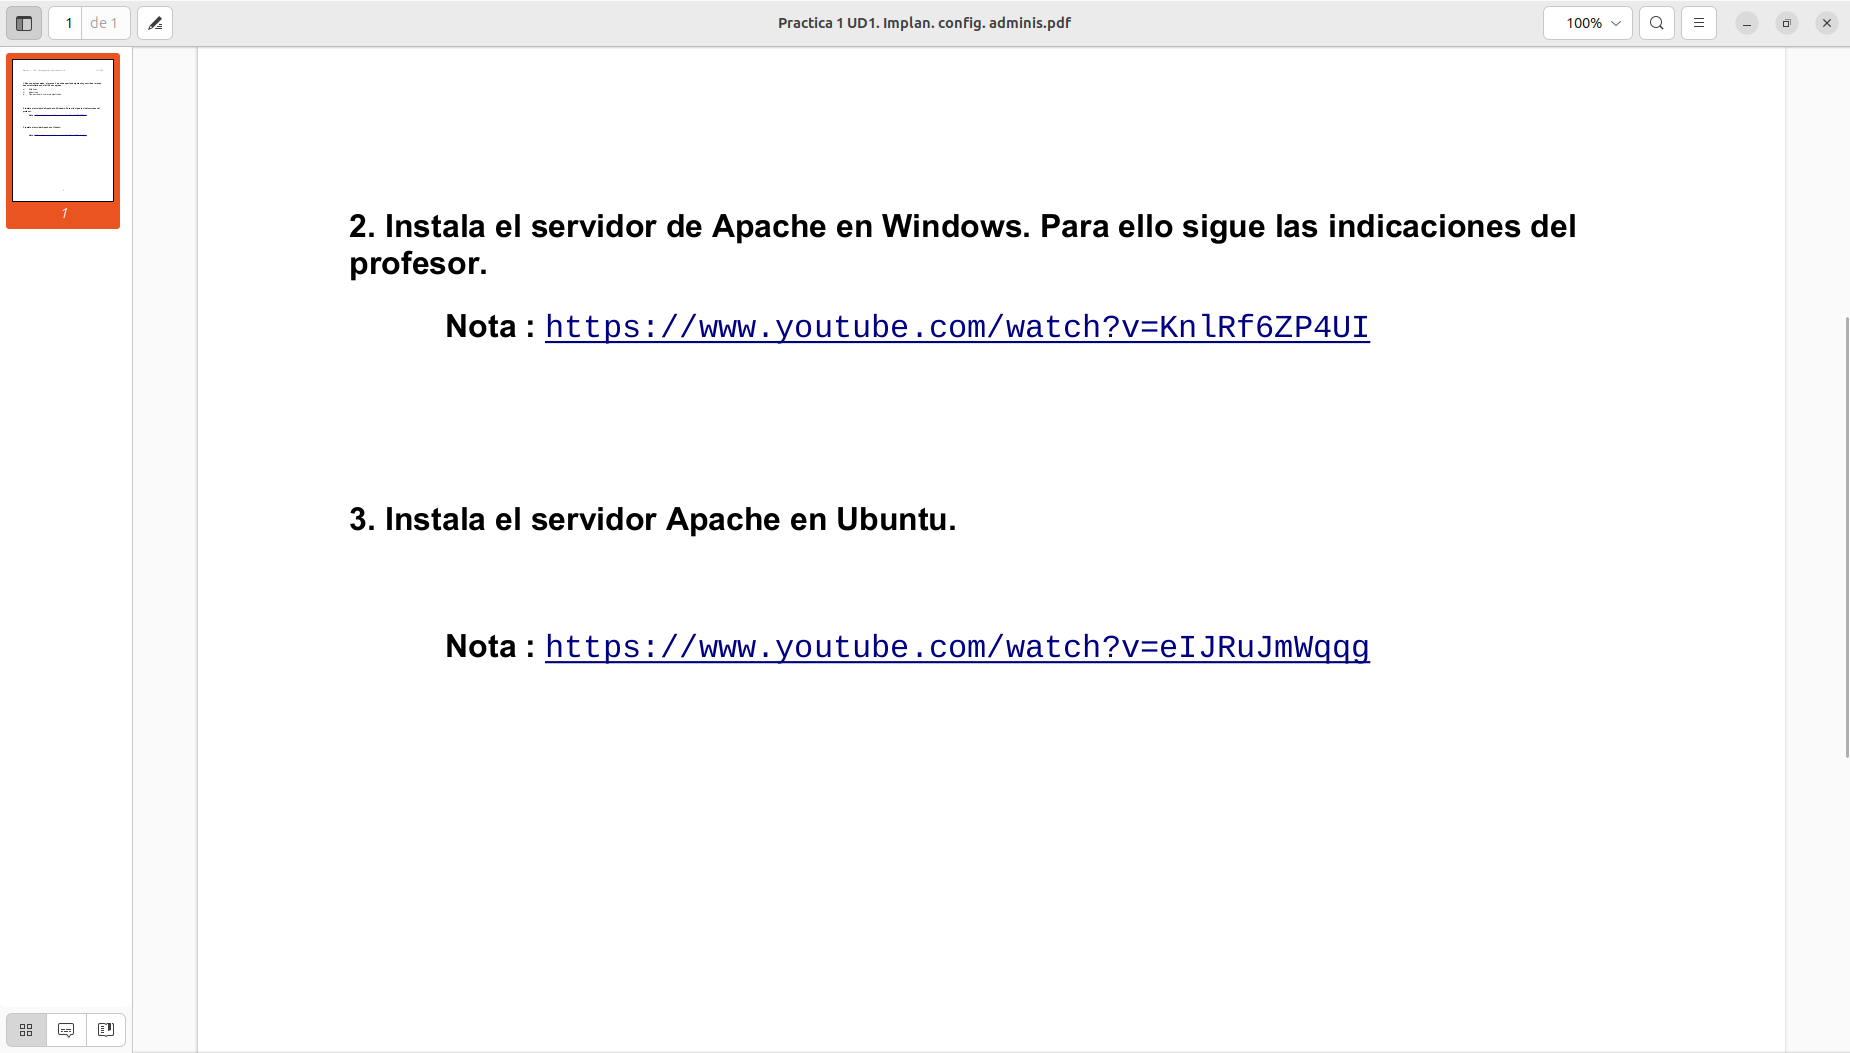 1 de 1
Practica 1 UD1. Implan. config. adminis.pdf
100%
1
2. Instala el servidor de Apache en Windows. Para ello sigue las indicaciones del
profesor.
Nota : https://www.youtube.com/watch?v=KnlRf6ZP4UI
3. Instala el servidor Apache en Ubuntu.
Nota : https://www.youtube.com/watch?v=eIJRuJmWqqg